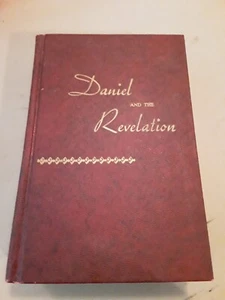 Daniel
AND THE
Revelation